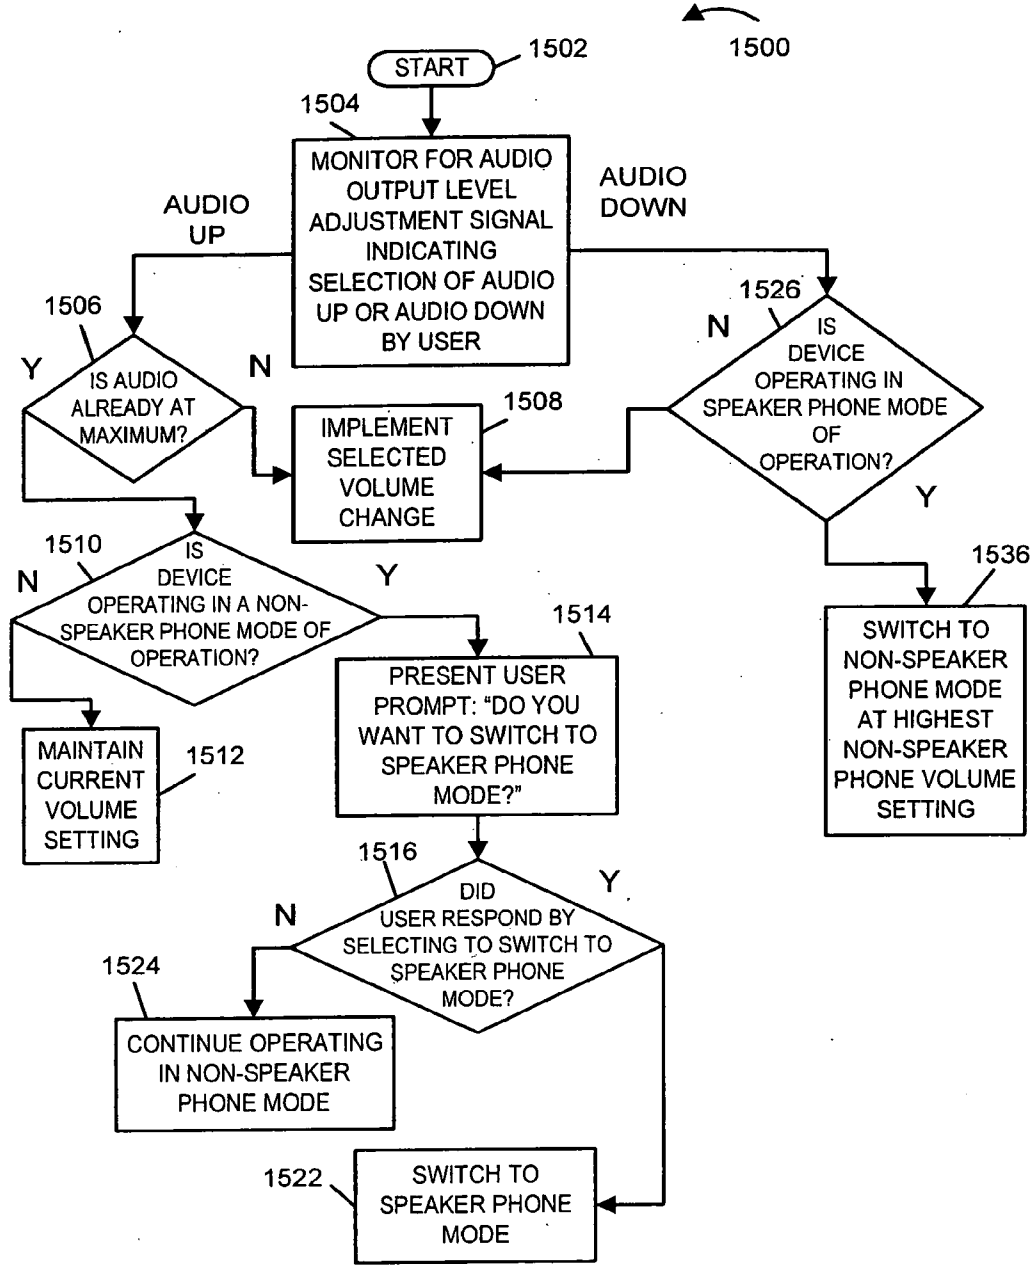 1500
START
1502
1504
MONITOR FOR AUDIO
OUTPUT LEVEL
ADJUSTMENT SIGNAL
INDICATING
SELECTION OF AUDIO
UP OR AUDIO DOWN
BY USER
AUDIO
UP
AUDIO
DOWN
1506
Y
N
IS AUDIO
ALREADY AT
MAXIMUM?
1508
IMPLEMENT
SELECTED
VOLUME
CHANGE
1526
N
IS
DEVICE
OPERATING IN
SPEAKER PHONE MODE
OF
OPERATION?
Y
1510
N
IS
DEVICE
OPERATING IN A NON-
SPEAKER PHONE MODE OF
OPERATION?
Y
1536
SWITCH TO
NON-SPEAKER
PHONE MODE
AT HIGHEST
NON-SPEAKER
PHONE VOLUME
SETTING
1514
PRESENT USER
PROMPT: “DO YOU
WANT TO SWITCH TO
SPEAKER PHONE
MODE?”
1512
MAINTAIN
CURRENT
VOLUME
SETTING
1516
N
Y
DID
USER RESPOND BY
SELECTING TO SWITCH TO
SPEAKER PHONE
MODE?
1524
CONTINUE OPERATING
IN NON-SPEAKER
PHONE MODE
1522
SWITCH TO
SPEAKER PHONE
MODE